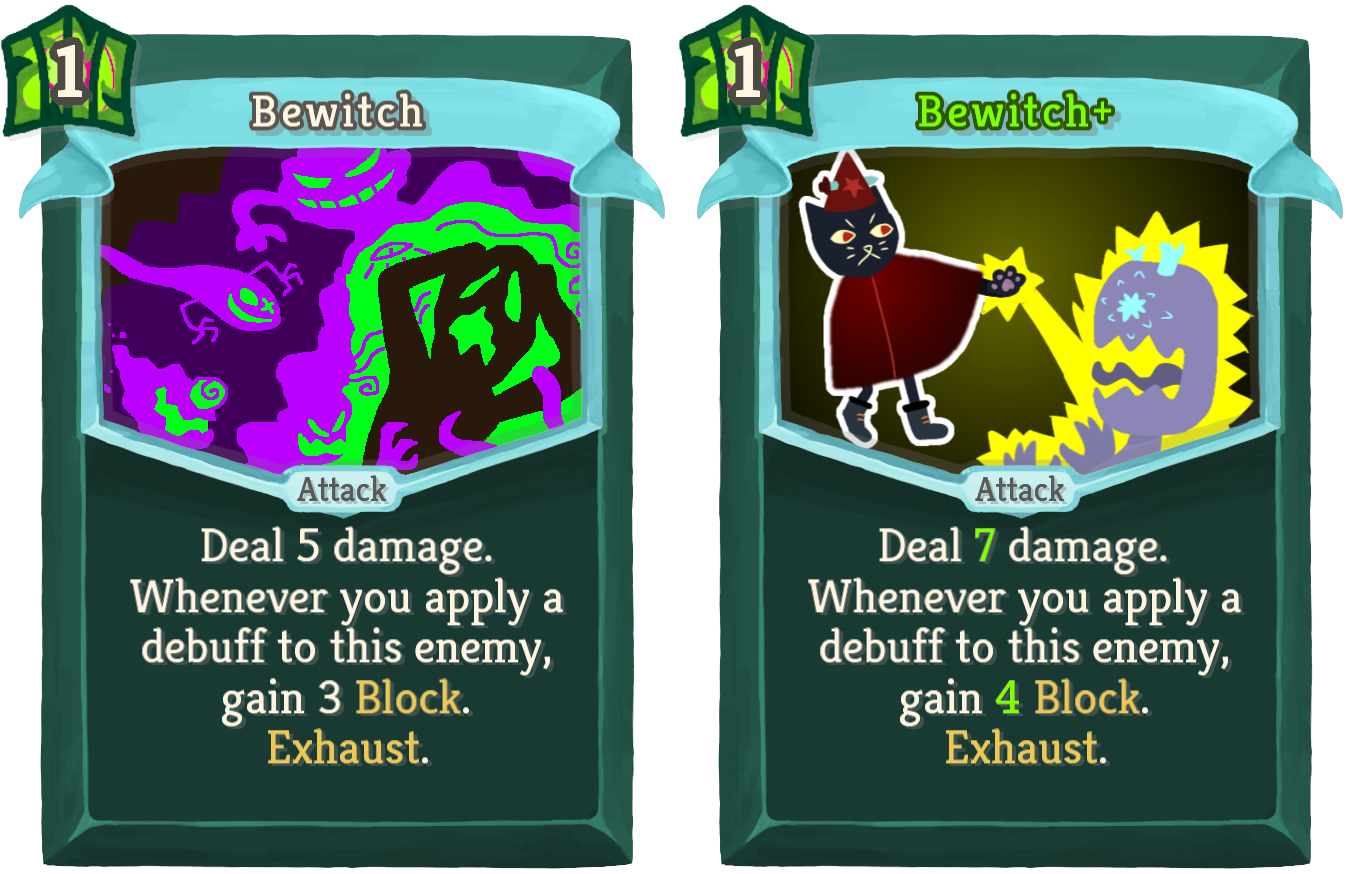 1
Bewitch
Attack
Deal 5 damage.
Whenever you apply a
debuff to this enemy,
gain 3 Block.
Exhaust.
1
Bewitch+
Attack
Deal 7 damage.
Whenever you apply a
debuff to this enemy,
gain 4 Block.
Exhaust.